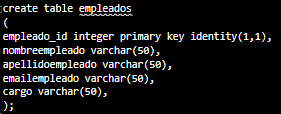 create table empleados
(
empleado_id integer primary key identity(1,1),
nombreempleado varchar(50),
apellidoempleado varchar(50),
emailempleado varchar(50),
cargo varchar(50),
);